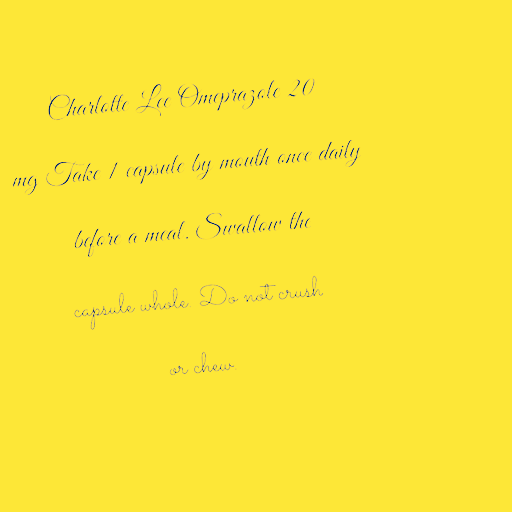 Charlotte Lee Omeprazole 20
mg Take 1 capsule by mouth once daily
before a meal. Swallow the
capsule whole. Do not crush
or chew.